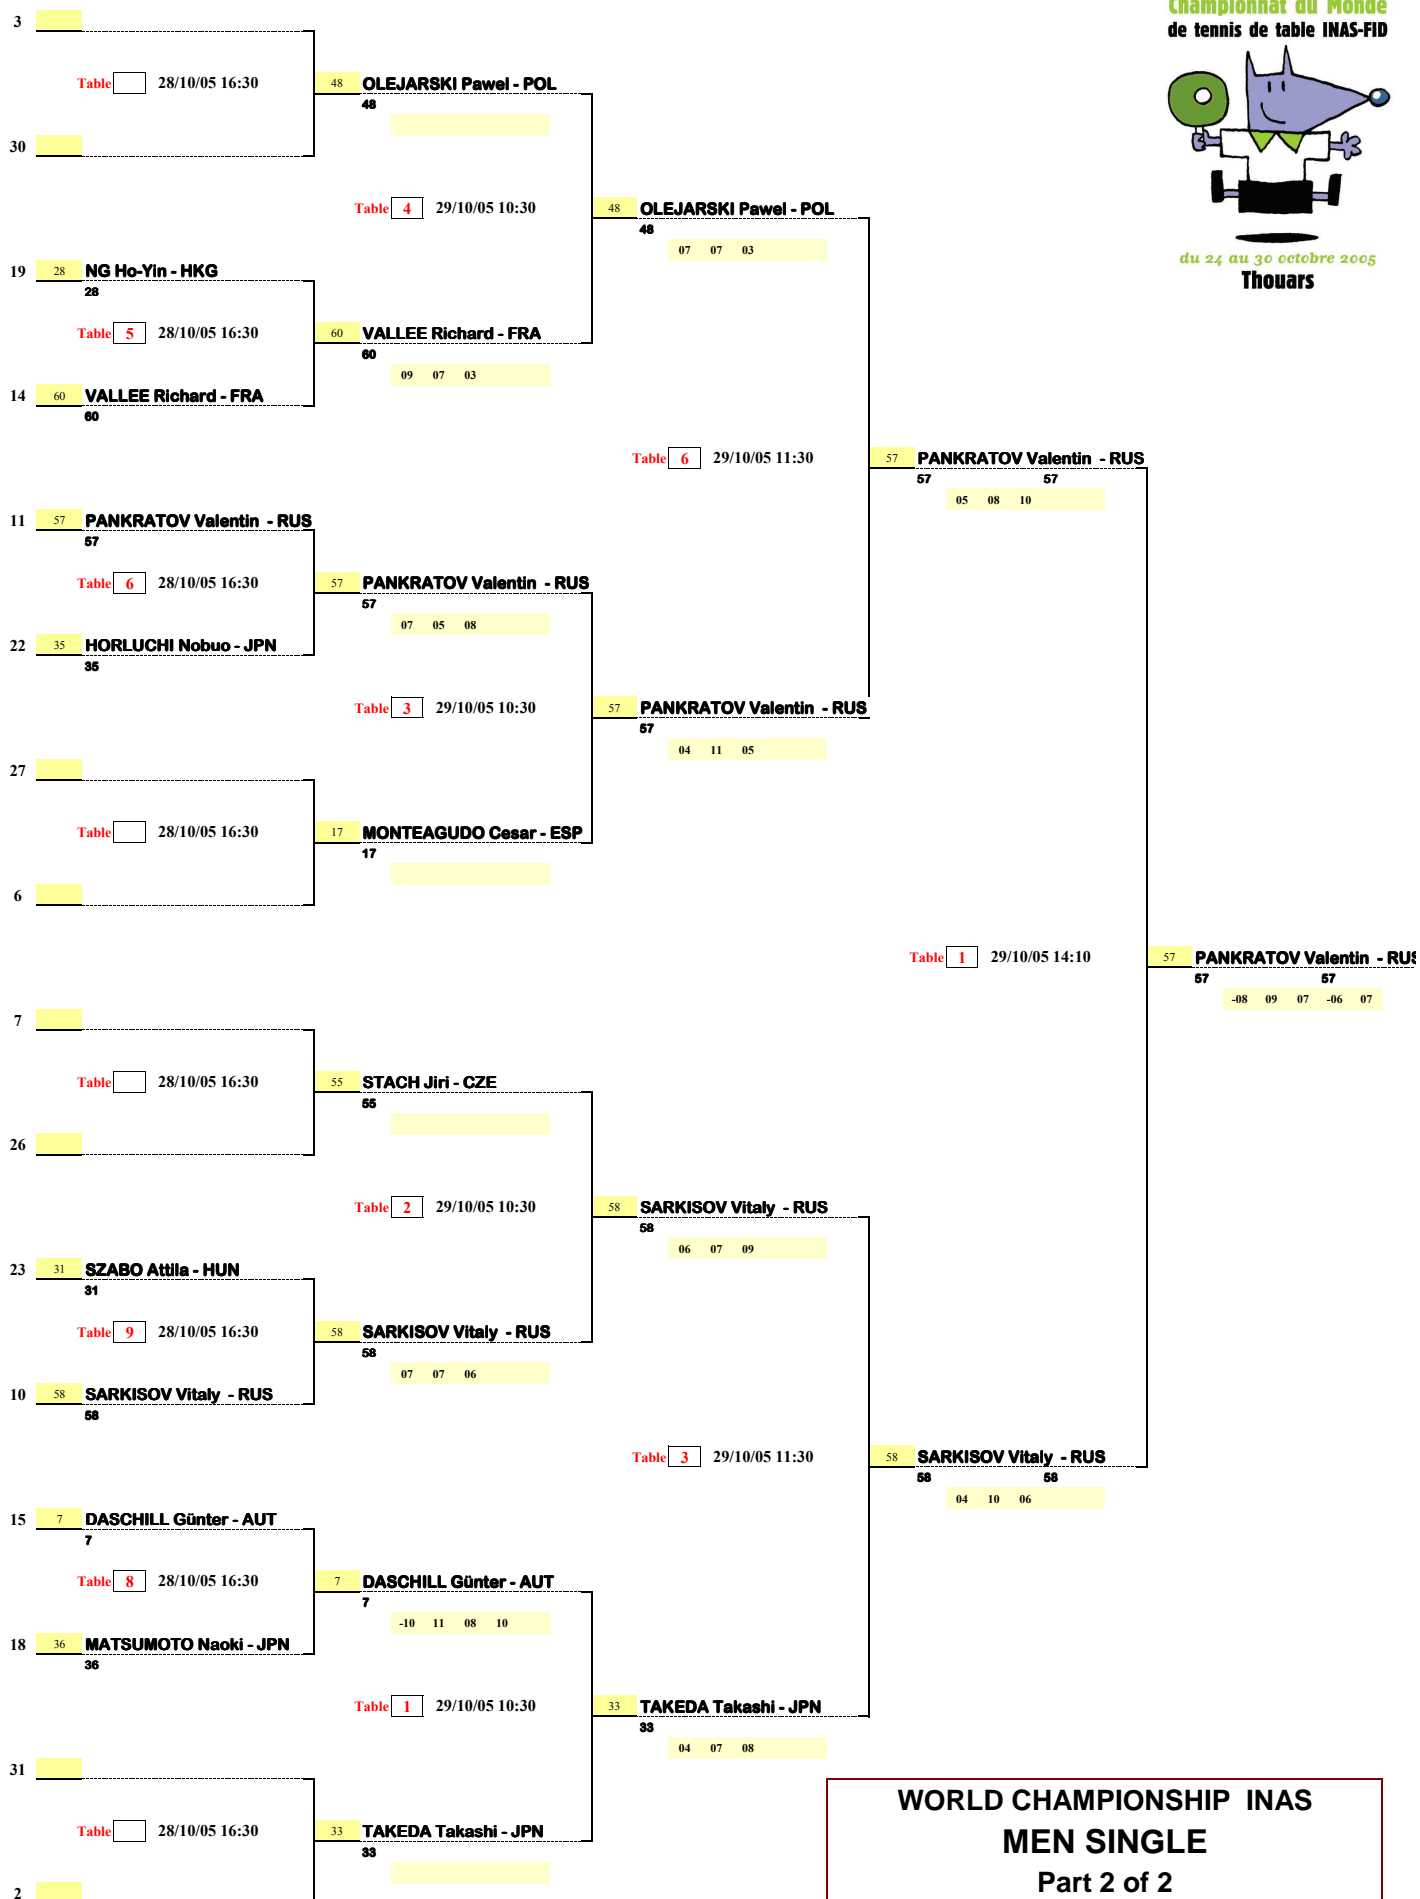 Championnat du Monde
de tennis de table INAS-FID
du 24 au 30 octobre 2005
Thouars
3
Table 28/10/05 16:30
48 OLEJARSKI Pawel - POL
48
30
Table 4 29/10/05 10:30
48 OLEJARSKI Pawel - POL
48
07 07 03
19 28 NG Ho-Yin - HKG
28
Table 5 28/10/05 16:30
60 VALLEE Richard - FRA
60
09 07 03
14 60 VALLEE Richard - FRA
60
Table 6 29/10/05 11:30
57 PANKRATOV Valentin - RUS
57 57
05 08 10
11 57 PANKRATOV Valentin - RUS
57
Table 6 28/10/05 16:30
57 PANKRATOV Valentin - RUS
57
07 05 08
22 35 HORLUCHI Nobuo - JPN
35
Table 3 29/10/05 10:30
57 PANKRATOV Valentin - RUS
57
04 11 05
27
Table 28/10/05 16:30
17 MONTEAGUDO Cesar - ESP
17
6
Table 1 29/10/05 14:10
57 PANKRATOV Valentin - RUS
57 57
-08 09 07 -06 07
7
Table 28/10/05 16:30
55 STACH Jiri - CZE
55
26
Table 2 29/10/05 10:30
58 SARKISOV Vitaly - RUS
58
06 07 09
23 31 SZABO Attila - HUN
31
Table 9 28/10/05 16:30
58 SARKISOV Vitaly - RUS
58
07 07 06
10 58 SARKISOV Vitaly - RUS
58
Table 3 29/10/05 11:30
58 SARKISOV Vitaly - RUS
58 58
04 10 06
15 7 DASCHILL Günter - AUT
7
Table 8 28/10/05 16:30
7 DASCHILL Günter - AUT
7
-10 11 08 10
18 36 MATSUMOTO Naoki - JPN
36
Table 1 29/10/05 10:30
33 TAKEDA Takashi - JPN
33
04 07 08
31
Table 28/10/05 16:30
33 TAKEDA Takashi - JPN
33
2
WORLD CHAMPIONSHIP INAS
MEN SINGLE
Part 2 of 2